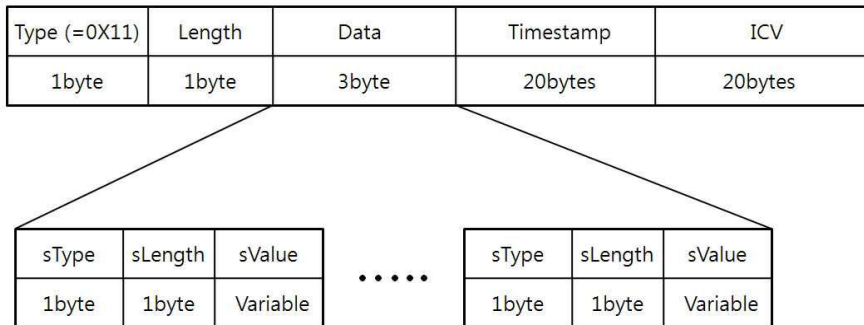 Type (=0X11) Length Data Timestamp ICV
1byte 1byte 3byte 20bytes 20bytes
sType sLength sValue ..... sType sLength sValue
1byte 1byte Variable 1byte 1byte Variable